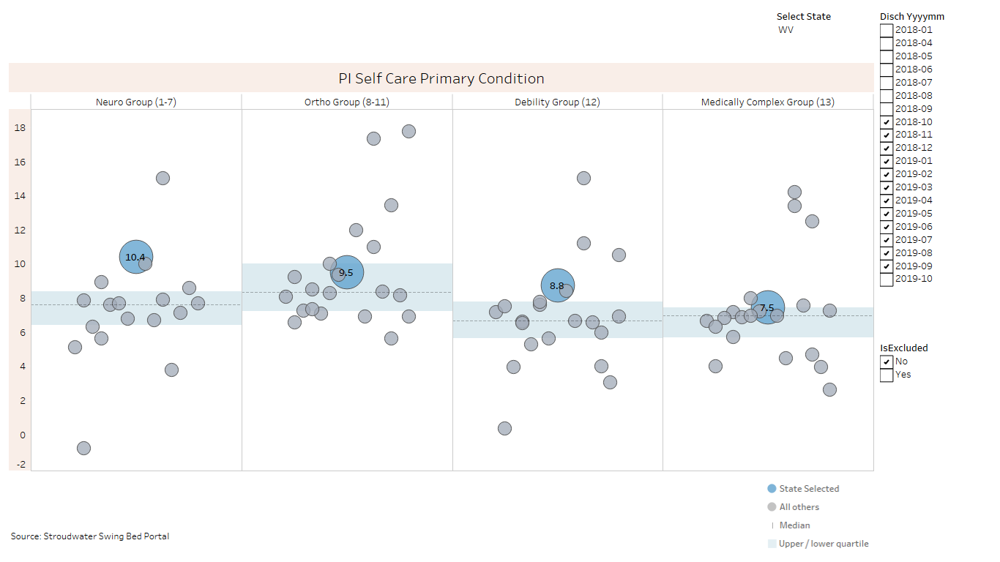 Select State
WV
Disch Yyyymm
2018-01
2018-04
2018-05
2018-06
2018-07
2018-08
2018-09
2018-10
2018-11
2018-12
2019-01
2019-02
2019-03
2019-04
2019-05
2019-06
2019-07
2019-08
2019-09
2019-10
PI Self Care Primary Condition
Neuro Group (1-7) Ortho Group (8-11) Debility Group (12) Medically Complex Group (13)
18
16
14
12
10
8
6
4
2
0
-2
10.4
9.5
8.8
7.5
IsExcluded
No
Yes
State Selected
All others
Median
Upper / lower quartile
Source: Stroudwater Swing Bed Portal